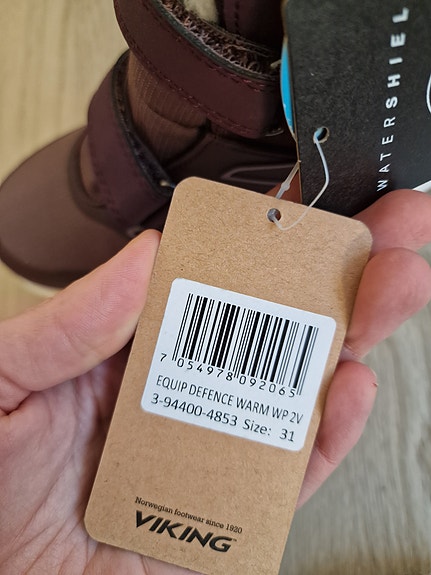 WATERSHIEL
7 054978 092065
EQUIP DEFENCE WARM WP 2V
3-94400-4853 Size: 31
Norwegian footwear since 1920
VIKING